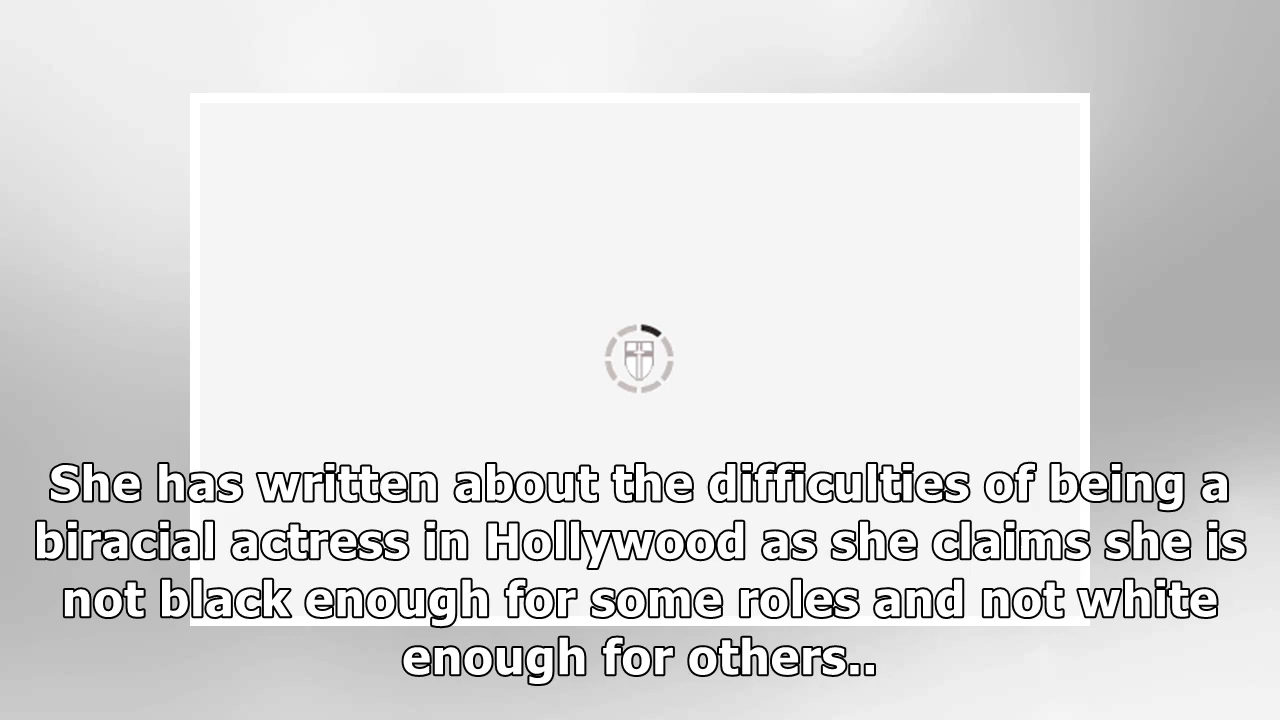 She has written about the difficulties of being a
biracial actress in Hollywood as she claims she is
not black enough for some roles and not white
enough for others..